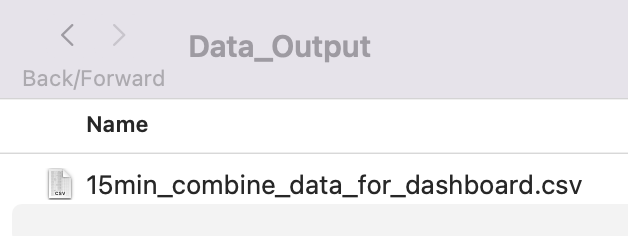 Data_Output
Back/Forward
Name
CSV
15min_combine_data_for_dashboard.csv